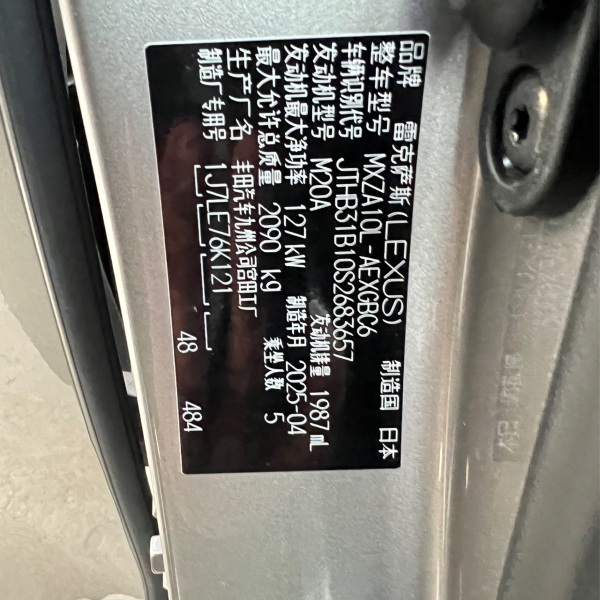 品牌 雷克萨斯(LEXUS) 制造国 日本
整车型号 MXZA10L-AEXGBC6
车辆识别代号 JTHB31B10S2683657
发动机型号 M20A 发动机排量 1987 mL
发动机最大净功率 127 kW 制造年月 2025-04
最大允许总质量 2090 kg 乘坐人数 5
生产厂名 丰田汽车九州公司宫田工厂
制造厂专用号 1J7LE76K121 48 484